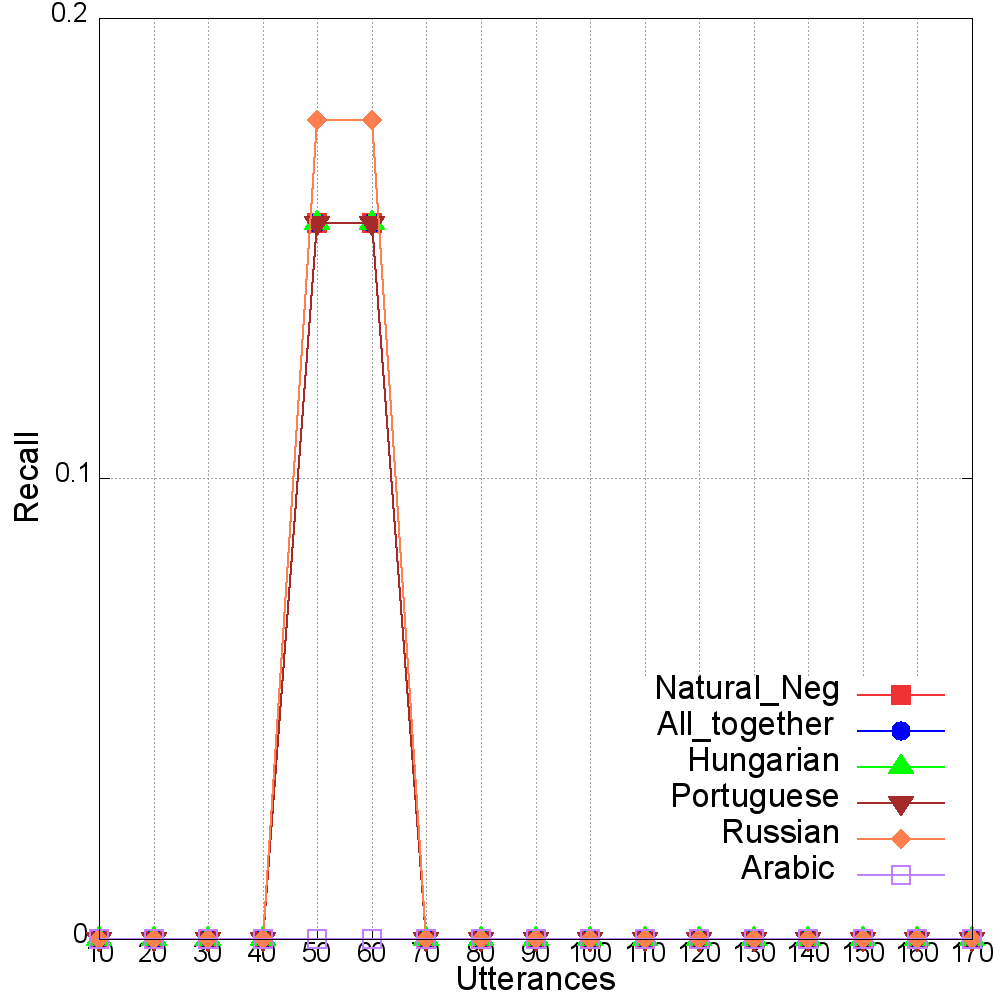 0.2
0.1
0
Recall
Natural_Neg
All_together
Hungarian
Portuguese
Russian
Arabic
10 20 30 40 50 60 70 80 90 100 110 120 130 140 150 160 170
Utterances